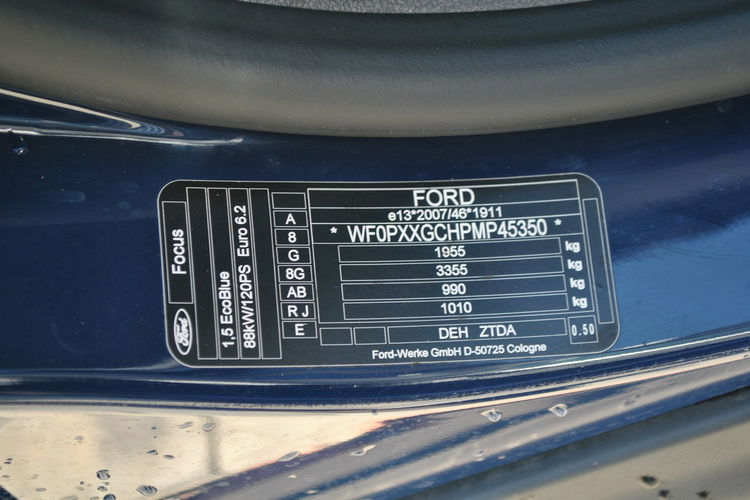 FORD
e13*2007/46*1911
* WF0PXXGCHPMP45350 *
1955 kg
3355 kg
990 kg
1010 kg
DEH ZTDA
0.50
Ford-Werke GmbH D-50725 Cologne
A
8
G
8G
AB
R J
E
Focus
1,5 EcoBlue
88kW/120PS Euro 6.2
Ford